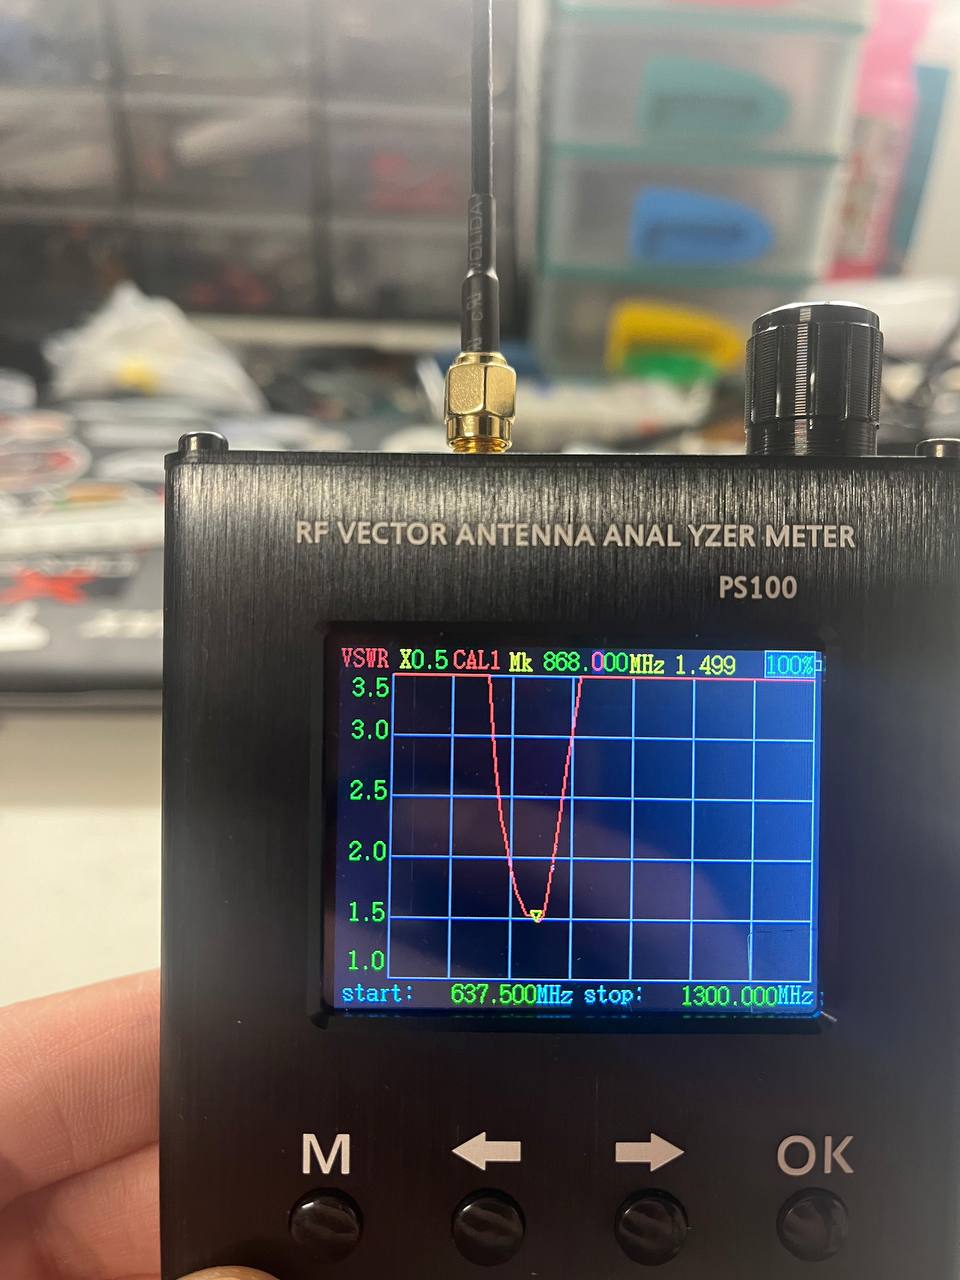 VOLIDA
RF VECTOR ANTENNA ANAL YZER METER
PS100
VSWR X0.5 CAL1 Mk 868.000MHz 1.499 100%
3.5
3.0
2.5
2.0
1.5
1.0
start: 637.500MHz stop: 1300.000MHz
M
OK